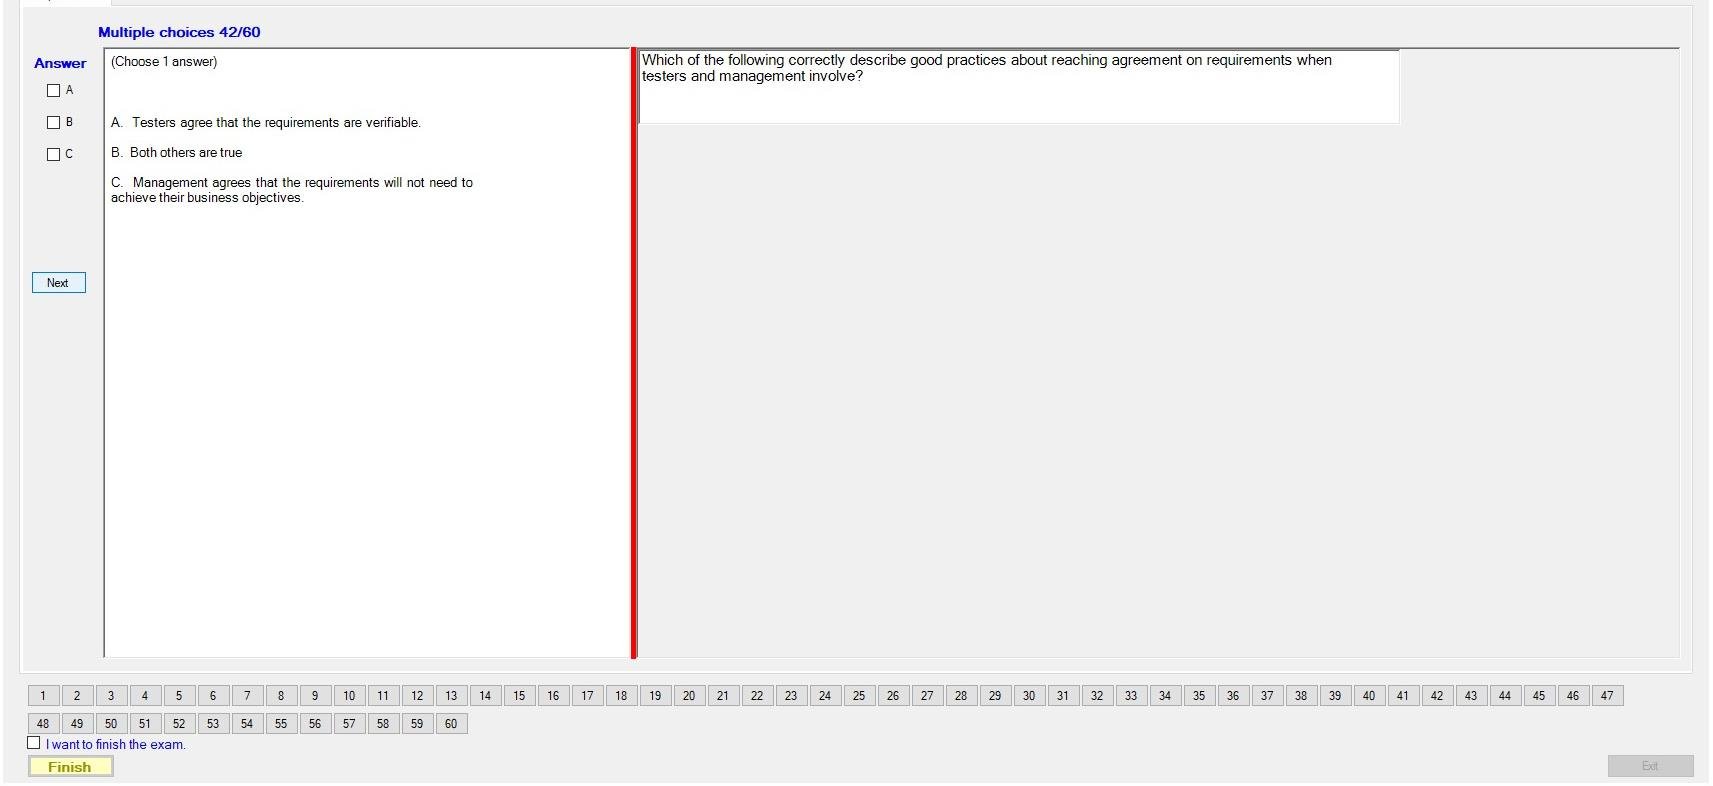 Multiple choices 42/60
Answer
A
B
C
Next
(Choose 1 answer)
A. Testers agree that the requirements are verifiable.
B. Both others are true
C. Management agrees that the requirements will not need to
achieve their business objectives.
Which of the following correctly describe good practices about reaching agreement on requirements when
testers and management involve?
1 2 3 4 5 6 7 8 9 10 11 12 13 14 15 16 17 18 19 20 21 22 23 24 25 26 27 28 29 30 31 32 33 34 35 36 37 38 39 40 41 42 43 44 45 46 47
48 49 50 51 52 53 54 55 56 57 58 59 60
I want to finish the exam.
Finish
Exit